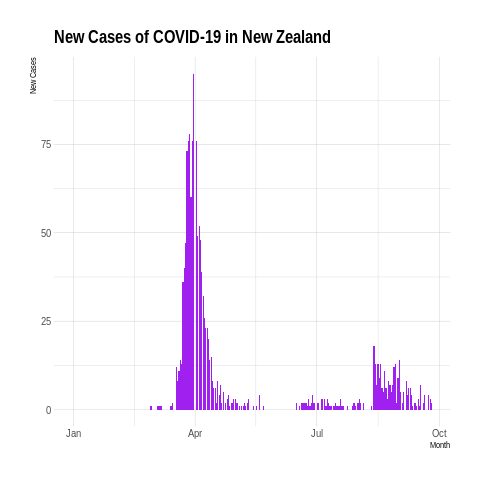 New Cases of COVID-19 in New Zealand
New Cases
75
50
25
0
Jan Apr Jul Oct
Month